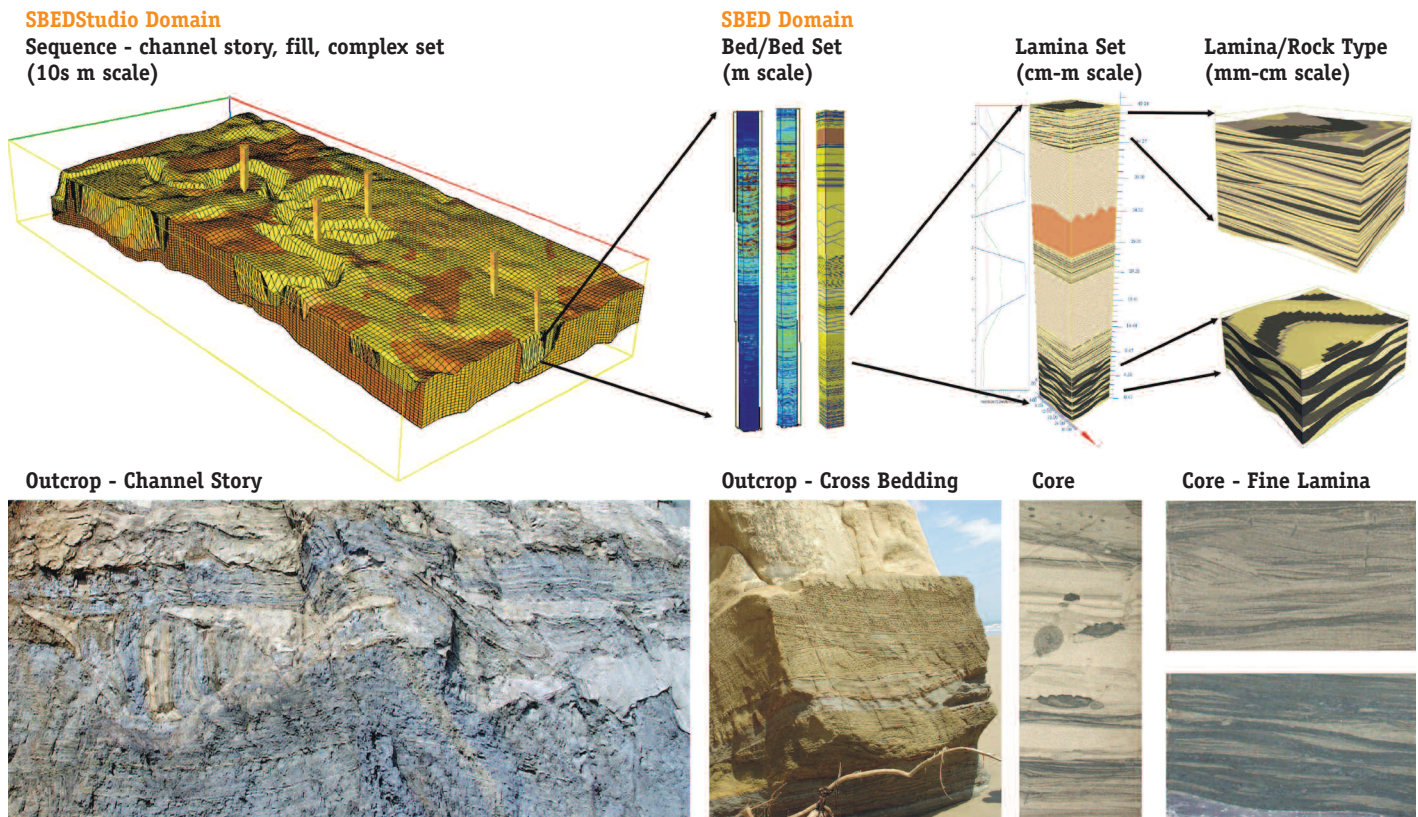 SBEDStudio Domain
Sequence - channel story, fill, complex set
(10s m scale)
SBED Domain
Bed/Bed Set
(m scale)
Lamina Set
(cm-m scale)
Lamina/Rock Type
(mm-cm scale)
Outcrop - Channel Story
Outcrop - Cross Bedding
Core
Core - Fine Lamina